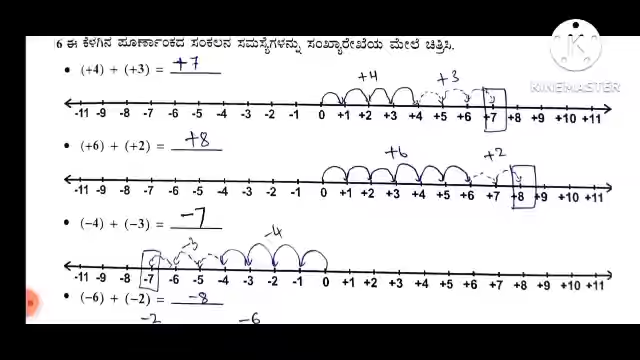 6 ಈ ಕೆಳಗಿನ ಪೂರ್ಣಾಂಕದ ಸಂಕಲನ ಸಮಸ್ಯೆಗಳನ್ನು ಸಂಖ್ಯಾರೇಖೆಯ ಮೇಲೆ ಚಿತ್ರಿಸಿ.
KINEMASTER
• (+4) + (+3) = +7
+4 +3
-11 -9 -8 -7 -6 -5 -4 -3 -2 -1 0 +1 +2 +3 +4 +5 +6 +7 +8 +9 +10 +11
• (+6) + (+2) = +8
+6 +2
-11 -9 -8 -7 -6 -5 -4 -3 -2 -1 0 +1 +2 +3 +4 +5 +6 +7 +8 +9 +10 +11
• (-4) + (-3) = -7
-3 -4
-11 -9 -8 -7 -6 -5 -4 -3 -2 -1 0 +1 +2 +3 +4 +5 +6 +7 +8 +9 +10 +11
• (-6) + (-2) = -8
-2 -6